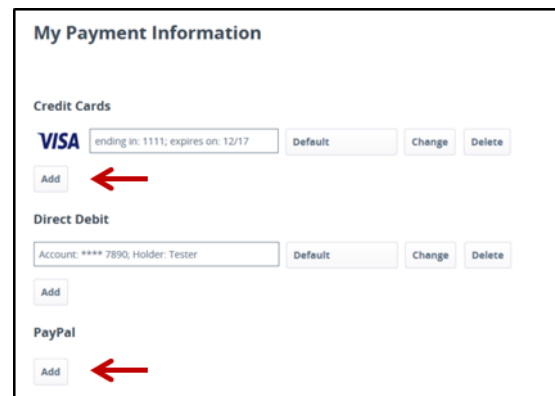 My Payment Information
Credit Cards
VISA ending in: 1111; expires on: 12/17 Default Change Delete
Add
Direct Debit
Account: **** 7890; Holder: Tester Default Change Delete
Add
PayPal
Add